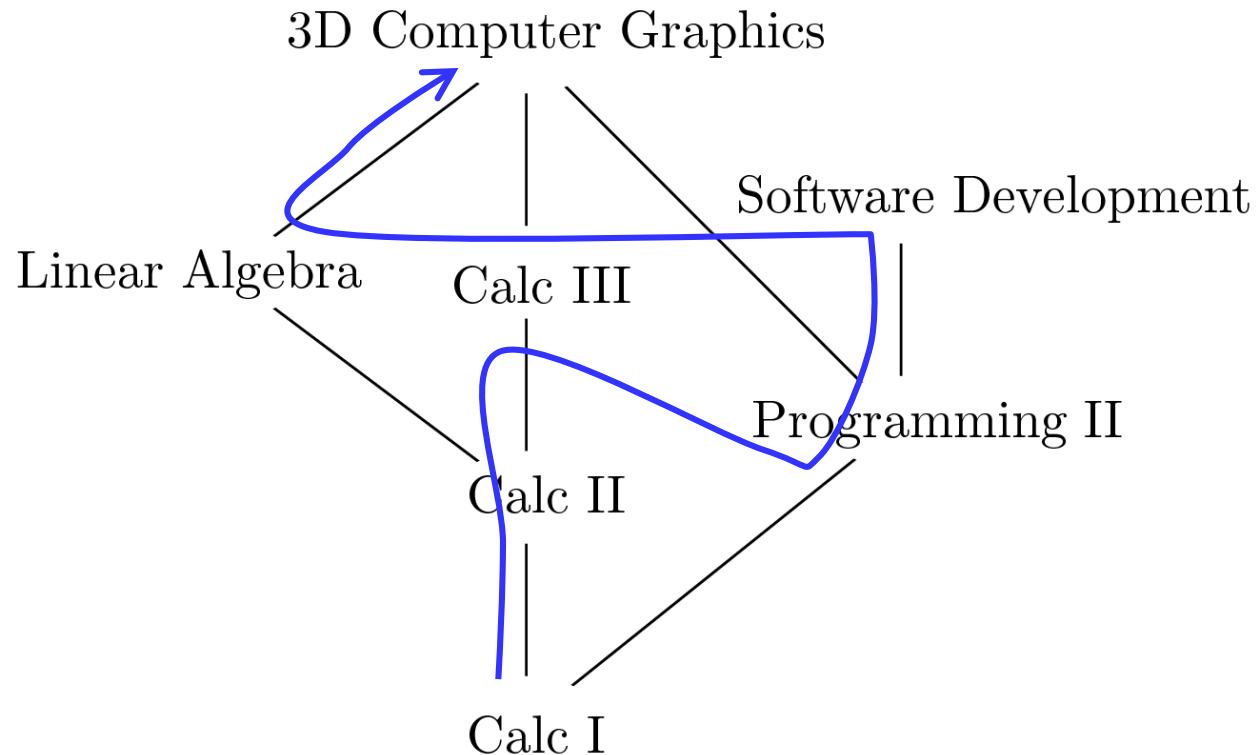 3D Computer Graphics
Software Development
Linear Algebra
Calc III
Programming II
Calc II
Calc I